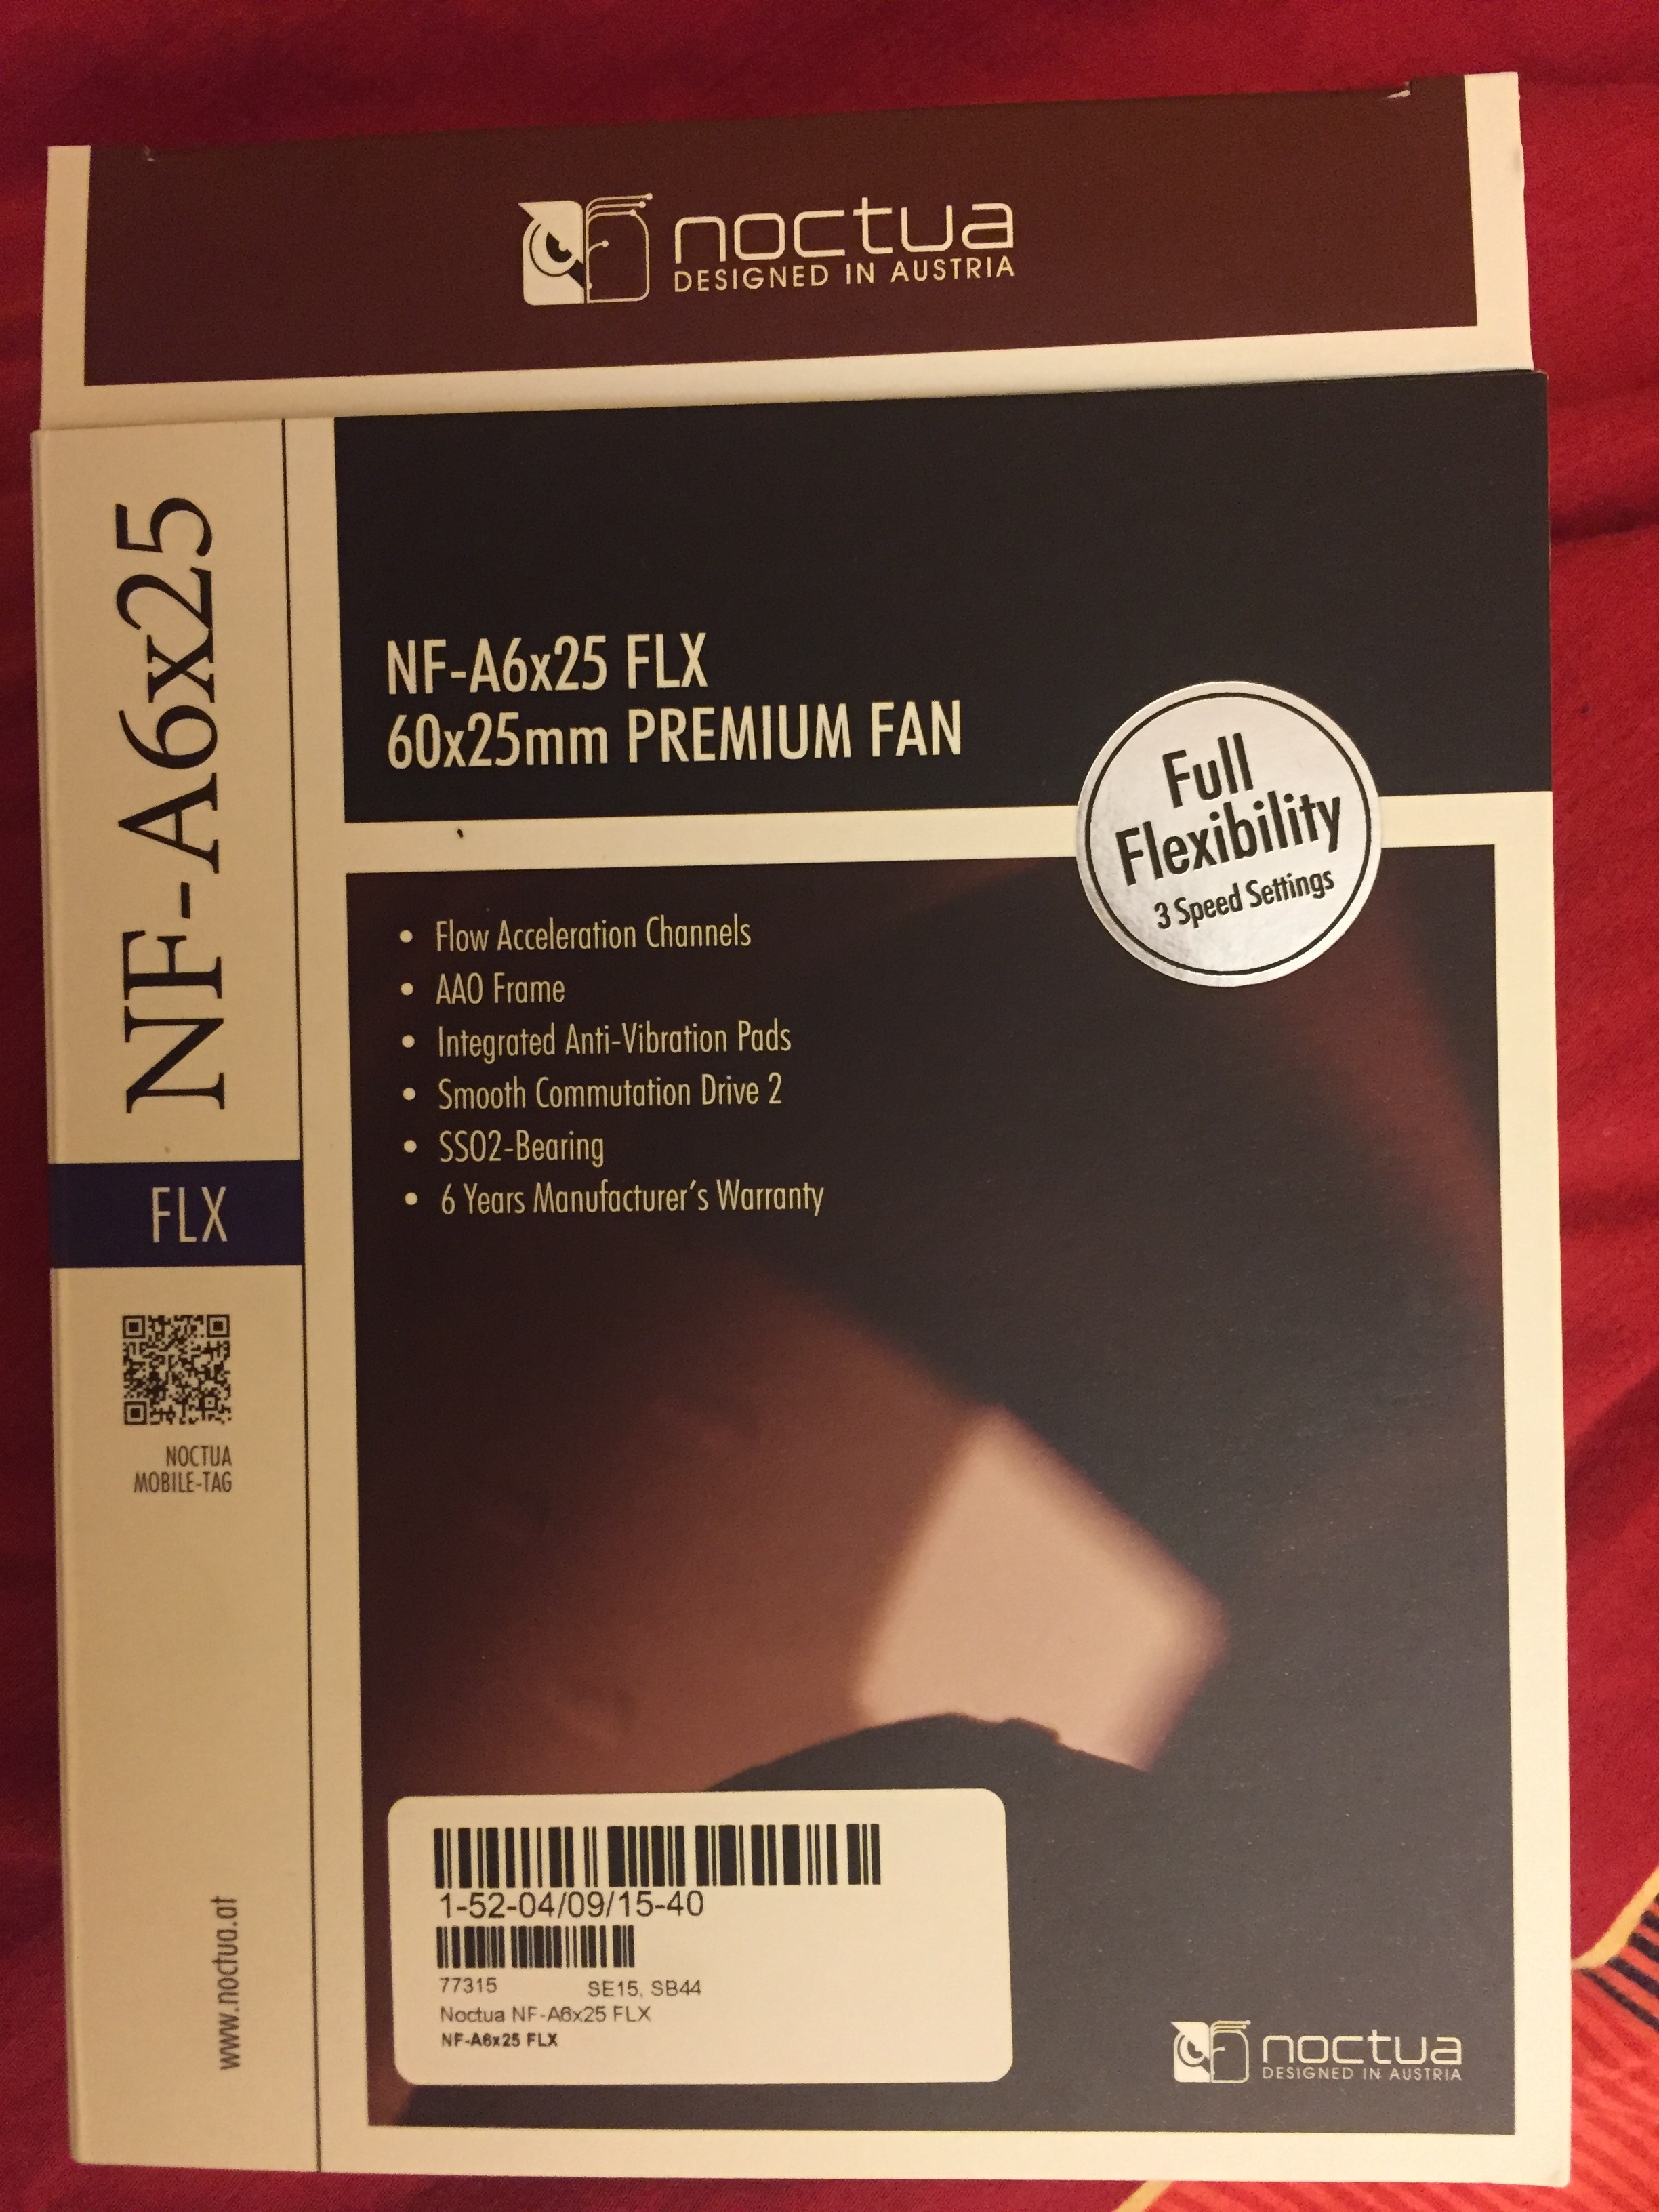 noctua
DESIGNED IN AUSTRIA
NF-A6x25
FLX
NOCTUA
MOBILE-TAG
www.noctua.at
NF-A6x25 FLX
60x25mm PREMIUM FAN
Full
Flexibility
3 Speed Settings
• Flow Acceleration Channels
• AAO Frame
• Integrated Anti-Vibration Pads
• Smooth Commutation Drive 2
• SSO2-Bearing
• 6 Years Manufacturer's Warranty
1-52-04/09/15-40
77315 SE15, SB44
Noctua NF-A6x25 FLX
NF-A6x25 FLX
noctua
DESIGNED IN AUSTRIA